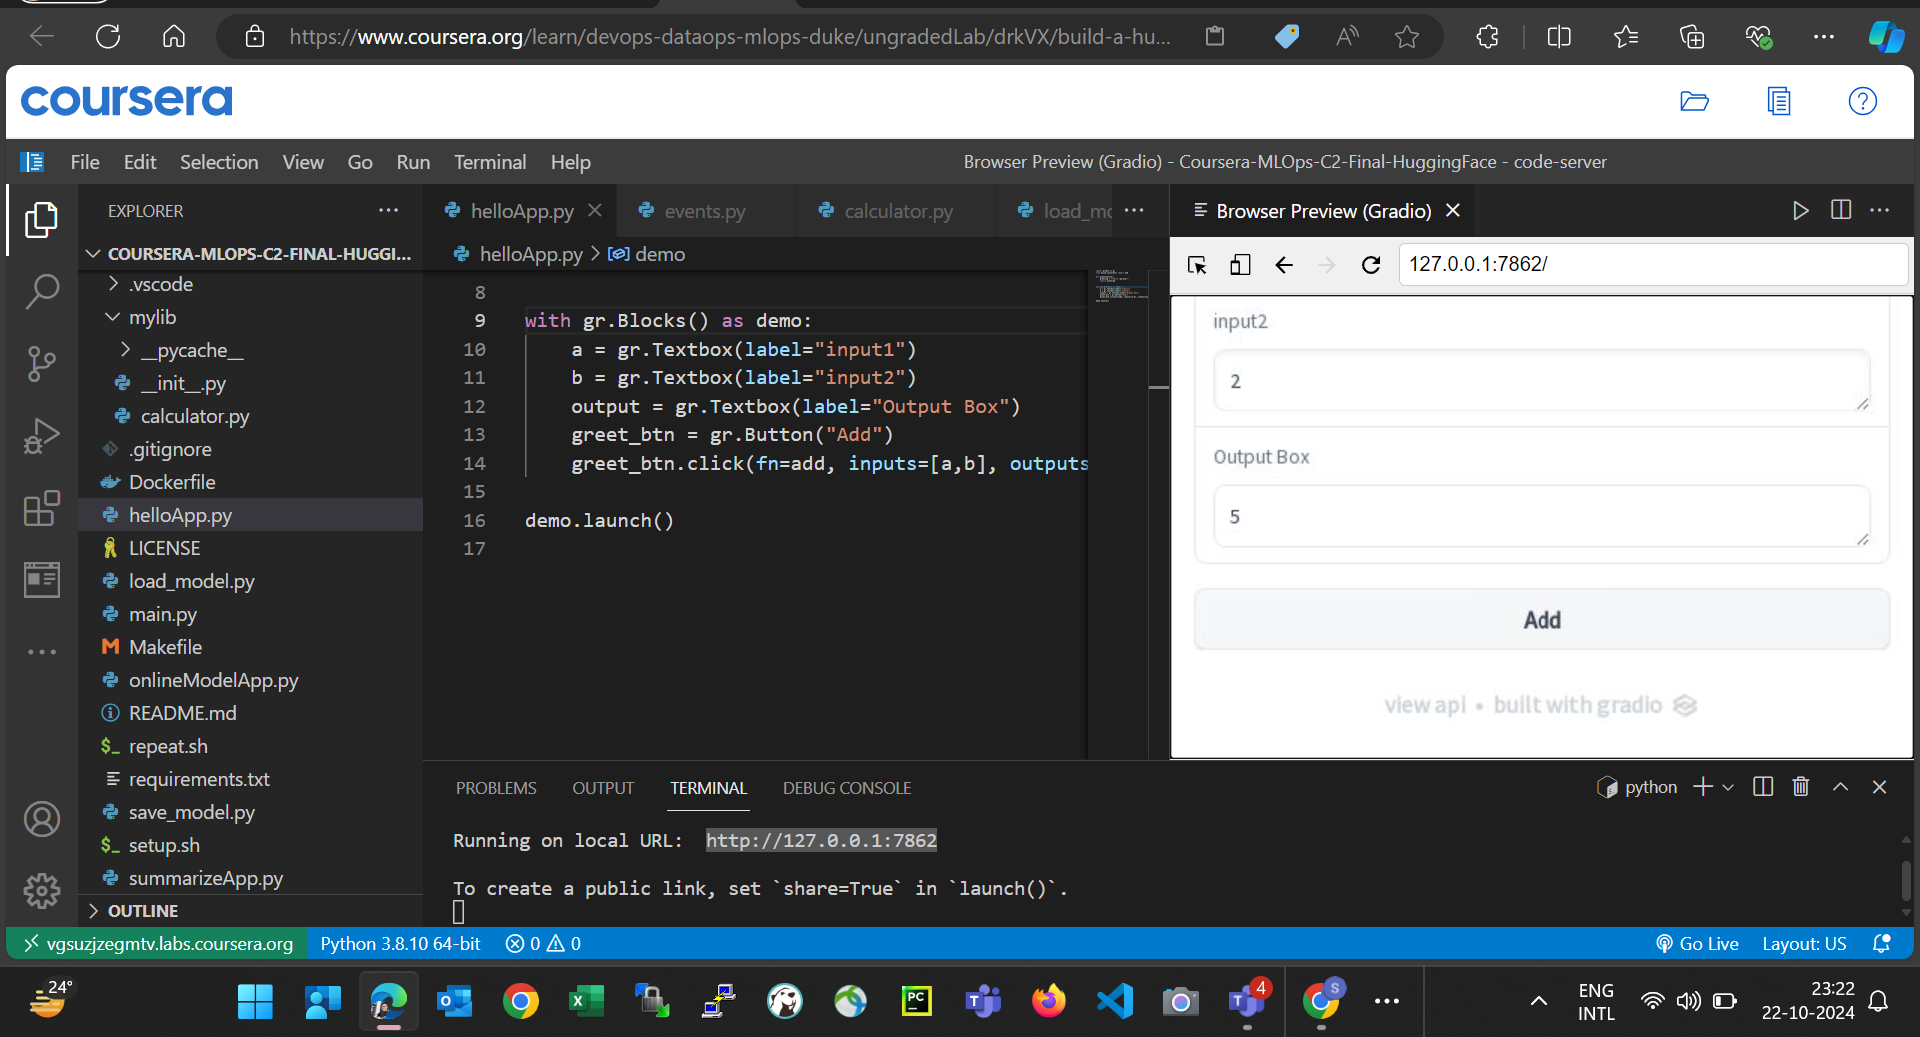 https://www.coursera.org/learn/devops-dataops-mlops-duke/ungradedLab/drkVX/build-a-hu...
coursera
File Edit Selection View Go Run Terminal Help
Browser Preview (Gradio) - Coursera-MLOps-C2-Final-HuggingFace - code-server
EXPLORER
COURSERA-MLOPS-C2-FINAL-HUGGI...
.vscode
mylib
__pycache__
__init__.py
calculator.py
.gitignore
Dockerfile
helloApp.py
LICENSE
load_model.py
main.py
Makefile
onlineModelApp.py
README.md
repeat.sh
requirements.txt
save_model.py
setup.sh
summarizeApp.py
OUTLINE
helloApp.py events.py calculator.py load_mo
helloApp.py > demo
8
9 with gr.Blocks() as demo:
10 a = gr.Textbox(label="input1")
11 b = gr.Textbox(label="input2")
12 output = gr.Textbox(label="Output Box")
13 greet_btn = gr.Button("Add")
14 greet_btn.click(fn=add, inputs=[a,b], outputs
15
16 demo.launch()
17
Browser Preview (Gradio)
127.0.0.1:7862/
input2
2
Output Box
5
Add
view api • built with gradio
PROBLEMS OUTPUT TERMINAL DEBUG CONSOLE
python
Running on local URL: http://127.0.0.1:7862
To create a public link, set `share=True` in `launch()`.
vgsuzjzegmtv.labs.coursera.org Python 3.8.10 64-bit 0 0
Go Live Layout: US
24°
PC
4
S
ENG
INTL
23:22
22-10-2024